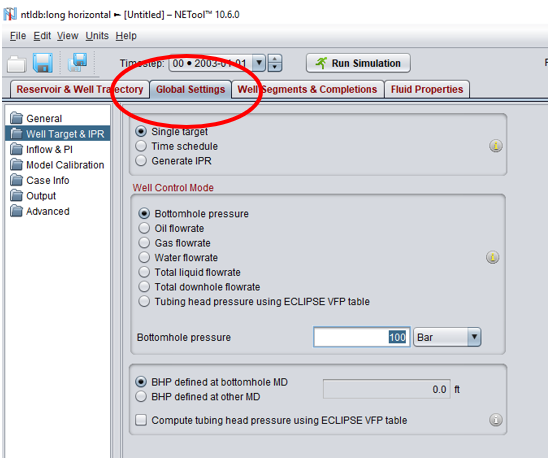 ntldb:long horizontal ← [Untitled] – NETool™ 10.6.0
File Edit View Units Help
Timestep: 00 • 2003-01-01 Run Simulation
Reservoir & Well Trajectory Global Settings Well Segments & Completions Fluid Properties
General
Well Target & IPR
Inflow & PI
Model Calibration
Case Info
Output
Advanced
Single target
Time schedule
Generate IPR
Well Control Mode
Bottomhole pressure
Oil flowrate
Gas flowrate
Water flowrate
Total liquid flowrate
Total downhole flowrate
Tubing head pressure using ECLIPSE VFP table
Bottomhole pressure 100 Bar
BHP defined at bottomhole MD 0.0 ft
BHP defined at other MD
Compute tubing head pressure using ECLIPSE VFP table